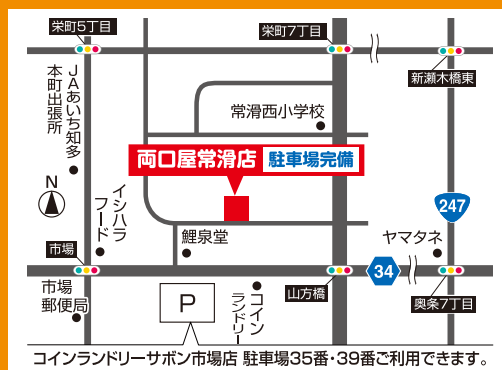 栄町5丁目
栄町7丁目
新瀬木橋東
JAあいち知多
本町出張所
常滑西小学校
両口屋常滑店 駐車場完備
N
イシハラ
フード
247
市場
鯉泉堂
ヤマタネ
34
市場
郵便局
P
コイン
ランドリー
山方橋
奥条7丁目
コインランドリーサボン市場店 駐車場35番・39番ご利用できます。